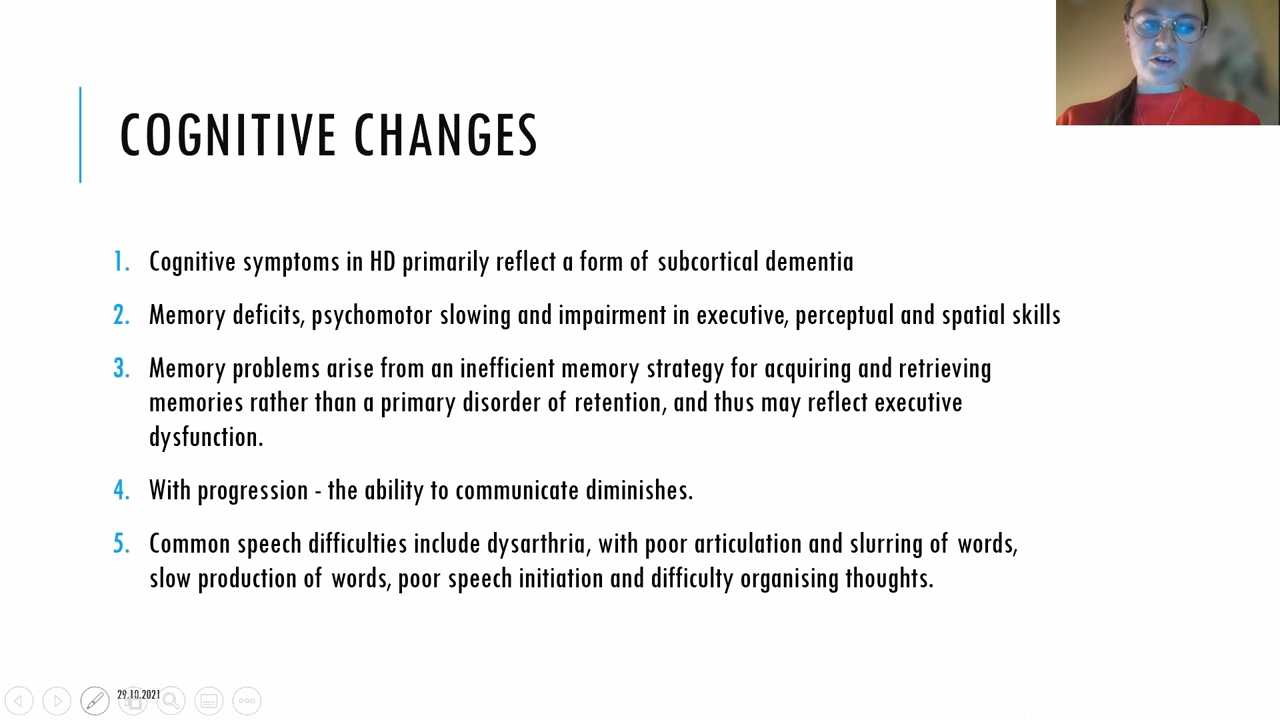 COGNITIVE CHANGES
1. Cognitive symptoms in HD primarily reflect a form of subcortical dementia
2. Memory deficits, psychomotor slowing and impairment in executive, perceptual and spatial skills
3. Memory problems arise from an inefficient memory strategy for acquiring and retrieving
memories rather than a primary disorder of retention, and thus may reflect executive
dysfunction.
4. With progression - the ability to communicate diminishes.
5. Common speech difficulties include dysarthria, with poor articulation and slurring of words,
slow production of words, poor speech initiation and difficulty organising thoughts.
29.10.2021